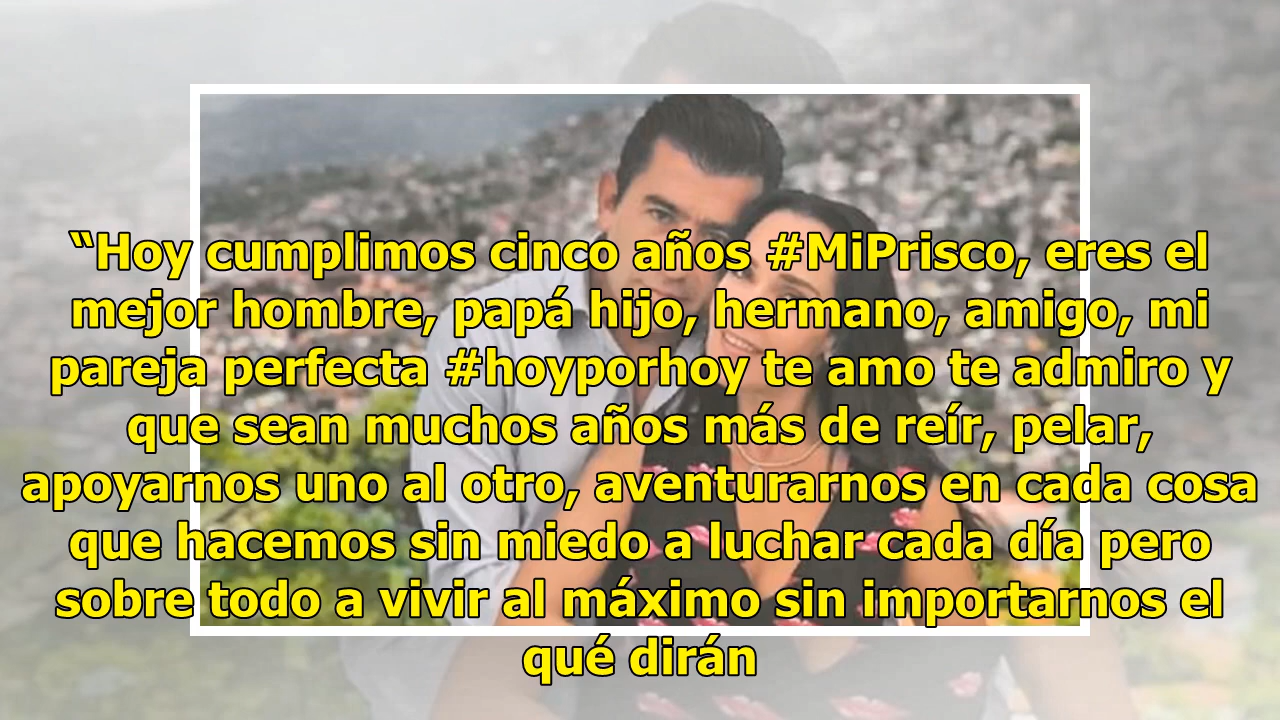 “Hoy cumplimos cinco años #MiPrisco, eres el
mejor hombre, papá hijo, hermano, amigo, mi
pareja perfecta #hoyporhoy te amo te admiro y
que sean muchos años más de reír, pelar,
apoyarnos uno al otro, aventurarnos en cada cosa
que hacemos sin miedo a luchar cada día pero
sobre todo a vivir al máximo sin importarnos el
qué dirán